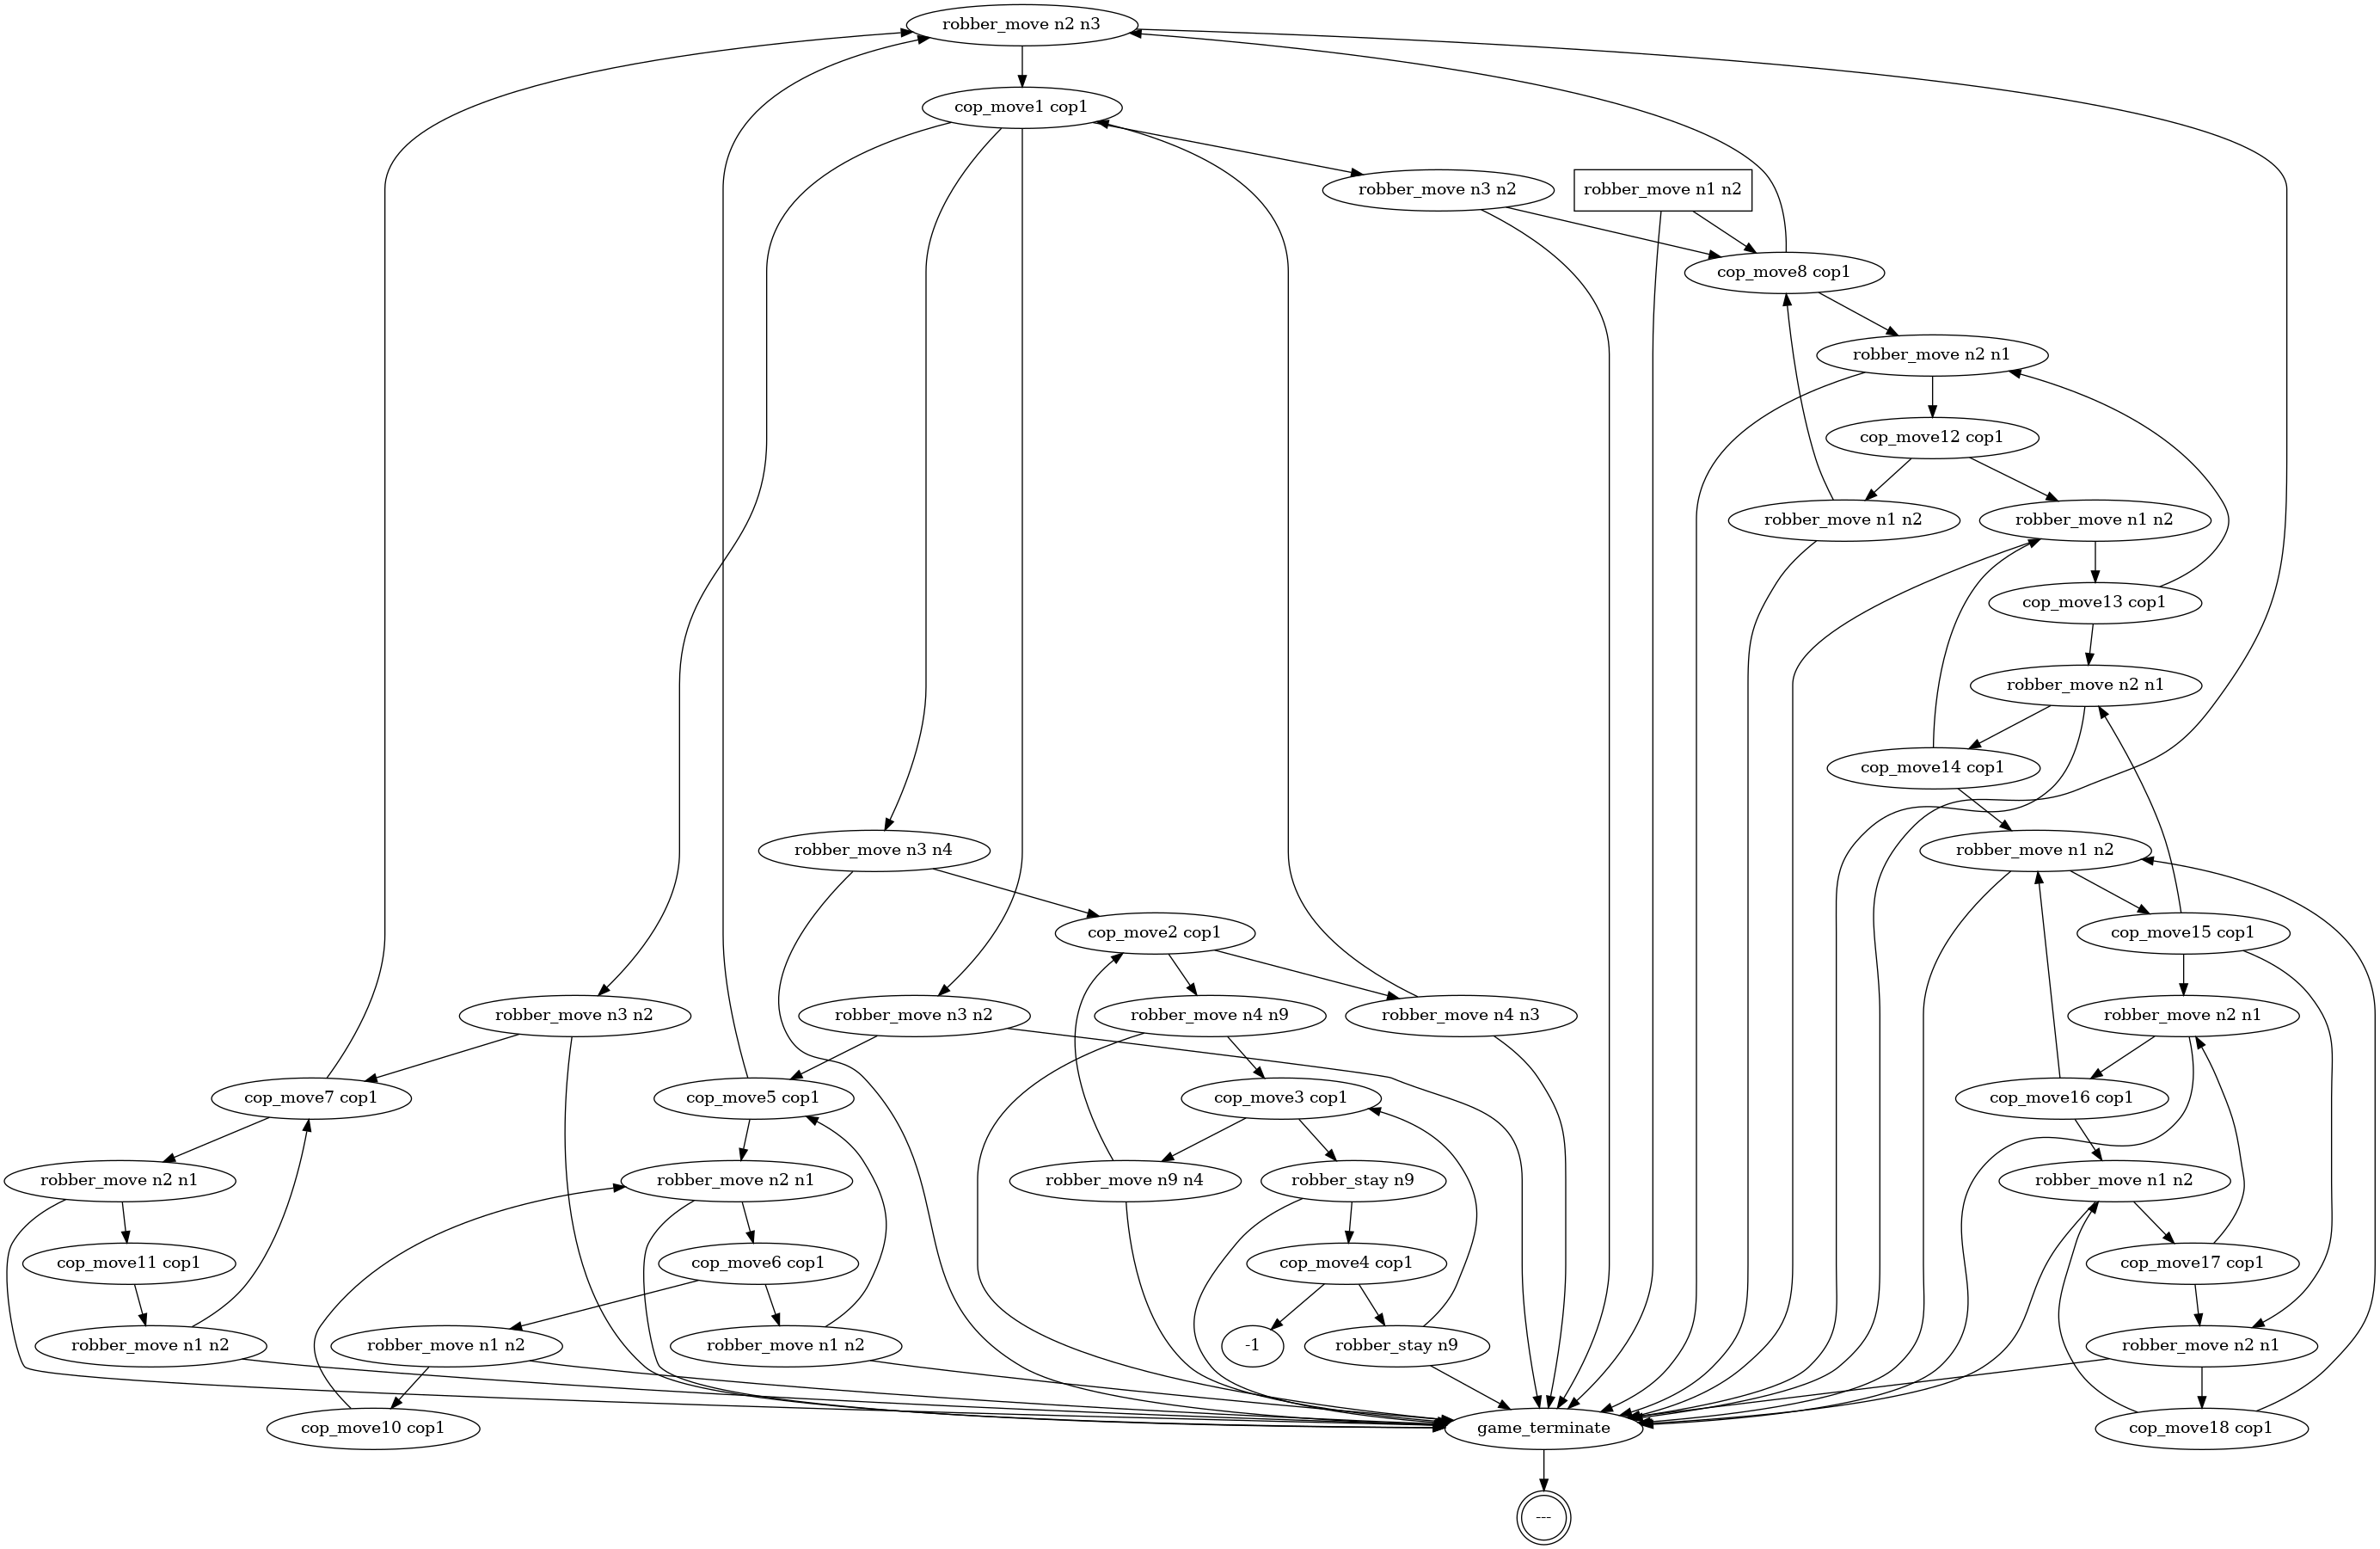 robber_move n2 n3
cop_move1 cop1
robber_move n3 n2
robber_move n1 n2
cop_move8 cop1
robber_move n2 n1
cop_move12 cop1
robber_move n1 n2
robber_move n1 n2
cop_move13 cop1
robber_move n2 n1
cop_move14 cop1
robber_move n3 n4
robber_move n1 n2
cop_move2 cop1
cop_move15 cop1
robber_move n3 n2
robber_move n3 n2
robber_move n4 n9
robber_move n4 n3
robber_move n2 n1
cop_move7 cop1
cop_move5 cop1
cop_move3 cop1
cop_move16 cop1
robber_move n2 n1
robber_move n2 n1
robber_move n9 n4
robber_stay n9
robber_move n1 n2
cop_move11 cop1
cop_move6 cop1
cop_move4 cop1
cop_move17 cop1
robber_move n1 n2
robber_move n1 n2
robber_move n1 n2
-1
robber_stay n9
robber_move n2 n1
cop_move10 cop1
game_terminate
cop_move18 cop1
---